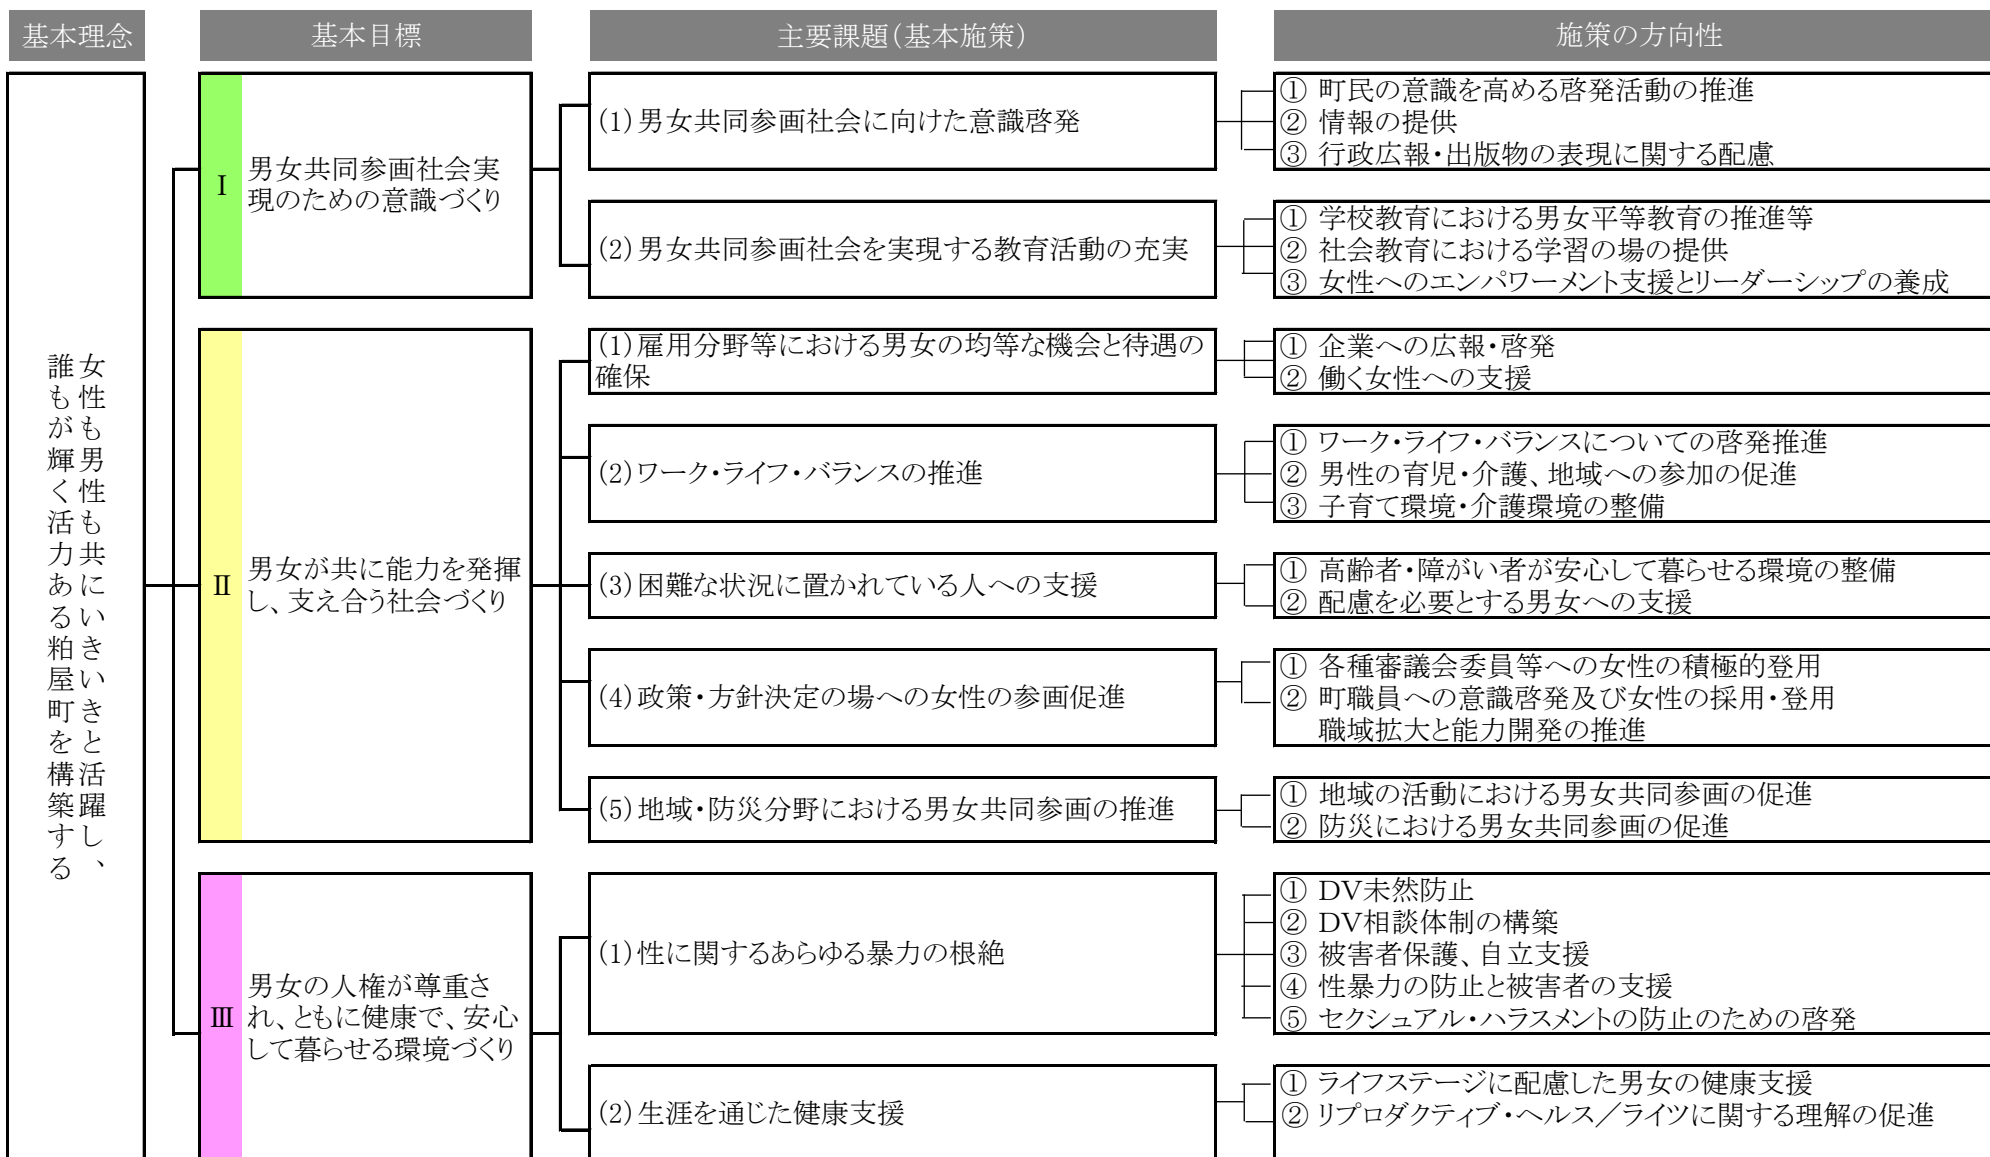 基本理念
基本目標
主要課題(基本施策)
施策の方向性
女性も男性も共にいきいきと活躍し、
誰もが輝く活力ある粕屋町を構築する
Ⅰ
男女共同参画社会実
現のための意識づくり
(1)男女共同参画社会に向けた意識啓発
① 町民の意識を高める啓発活動の推進
② 情報の提供
③ 行政広報・出版物の表現に関する配慮
(2)男女共同参画社会を実現する教育活動の充実
① 学校教育における男女平等教育の推進等
② 社会教育における学習の場の提供
③ 女性へのエンパワーメント支援とリーダーシップの養成
Ⅱ
男女が共に能力を発揮
し、支え合う社会づくり
(1)雇用分野等における男女の均等な機会と待遇の
確保
① 企業への広報・啓発
② 働く女性への支援
(2)ワーク・ライフ・バランスの推進
① ワーク・ライフ・バランスについての啓発推進
② 男性の育児・介護、地域への参加の促進
③ 子育て環境・介護環境の整備
(3)困難な状況に置かれている人への支援
① 高齢者・障がい者が安心して暮らせる環境の整備
② 配慮を必要とする男女への支援
(4)政策・方針決定の場への女性の参画促進
① 各種審議会委員等への女性の積極的登用
② 町職員への意識啓発及び女性の採用・登用
職域拡大と能力開発の推進
(5)地域・防災分野における男女共同参画の推進
① 地域の活動における男女共同参画の促進
② 防災における男女共同参画の促進
Ⅲ
男女の人権が尊重さ
れ、ともに健康で、安心
して暮らせる環境づくり
(1)性に関するあらゆる暴力の根絶
① DV未然防止
② DV相談体制の構築
③ 被害者保護、自立支援
④ 性暴力の防止と被害者の支援
⑤ セクシュアル・ハラスメントの防止のための啓発
(2)生涯を通じた健康支援
① ライフステージに配慮した男女の健康支援
② リプロダクティブ・ヘルス／ライツに関する理解の促進